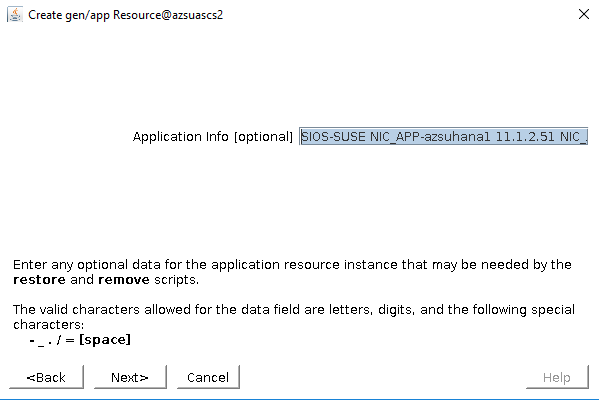 Create gen/app Resource@azsuascs2
Application Info [optional] SIOS-SUSE NIC_APP-azsuhana1 11.1.2.51 NIC_
Enter any optional data for the application resource instance that may be needed by the
restore and remove scripts.
The valid characters allowed for the data field are letters, digits, and the following special
characters:
- _ . / = [space]
<Back Next> Cancel Help